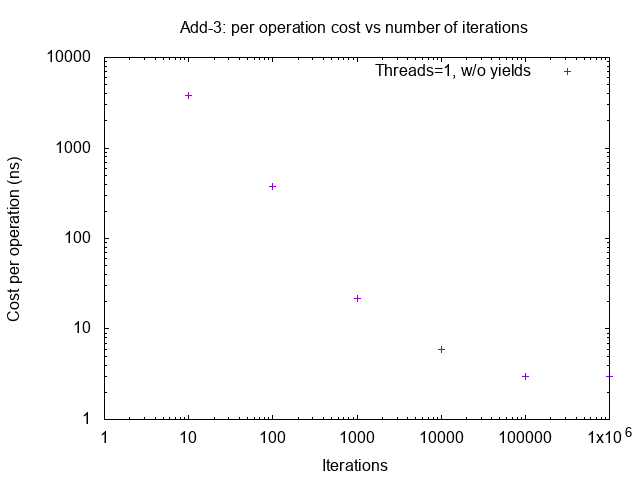 Add-3: per operation cost vs number of iterations
10000
1000
100
10
1
Cost per operation (ns)
Threads=1, w/o yields
1 10 100 1000 10000 100000 1x10^6
Iterations